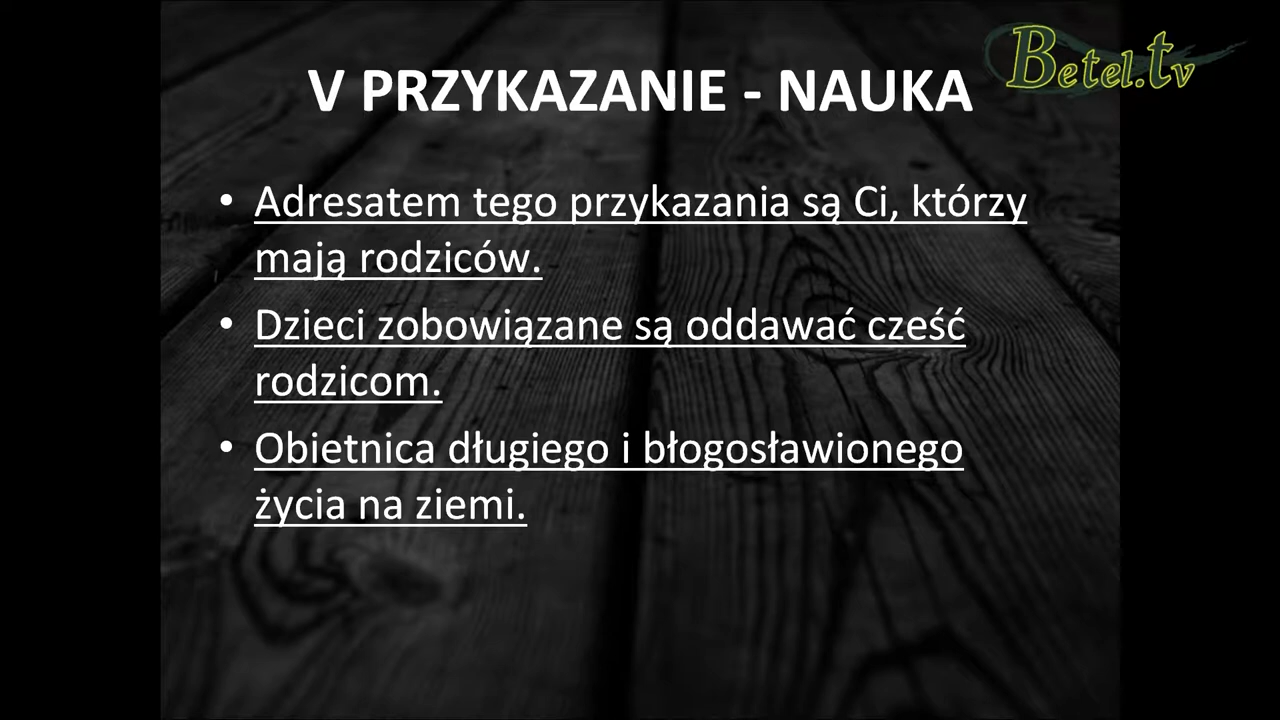 Betel.tv
V PRZYKAZANIE - NAUKA
• Adresatem tego przykazania są Ci, którzy
mają rodziców.
• Dzieci zobowiązane są oddawać cześć
rodzicom.
• Obietnica długiego i błogosławionego
życia na ziemi.